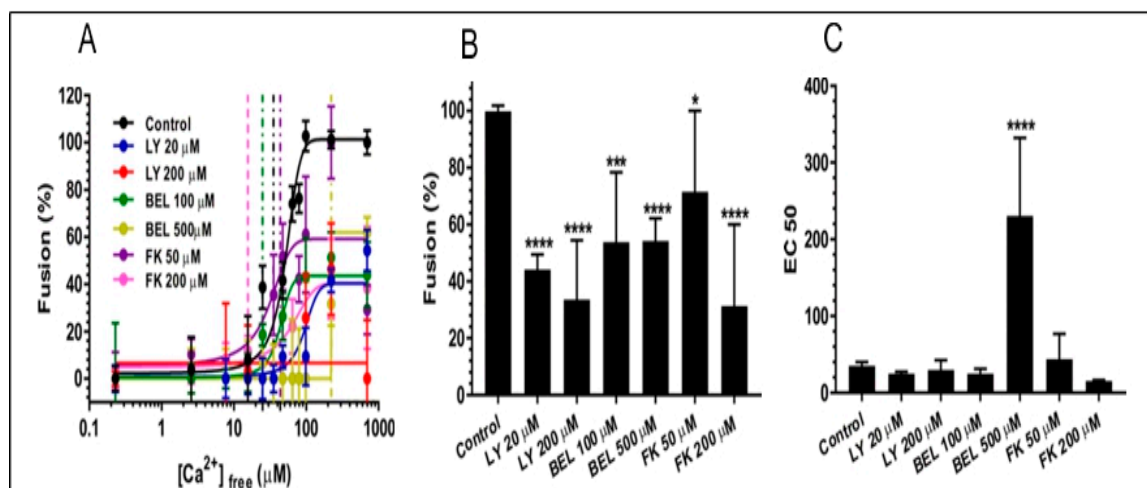 A
B
C
120
100
80
60
40
20
0
Fusion (%)
Control
LY 20 µM
LY 200 µM
BEL 100 µM
BEL 500µM
FK 50 µM
FK 200 µM
0.1
1
10
100
1000
[Ca²⁺] free (µM)
100
80
60
40
20
0
Fusion (%)
****
****
***
****
*
****
Control
LY 20 µM
LY 200 µM
BEL 100 µM
BEL 500 µM
FK 50 µM
FK 200 µM
400
300
200
100
0
EC 50
****
Control
LY 20 µM
LY 200 µM
BEL 100 µM
BEL 500 µM
FK 50 µM
FK 200 µM